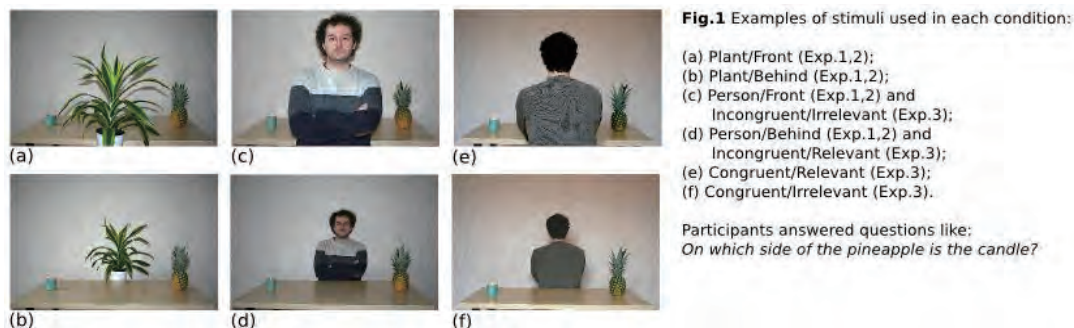 Fig.1 Examples of stimuli used in each condition:
(a) Plant/Front (Exp.1,2);
(b) Plant/Behind (Exp.1,2);
(c) Person/Front (Exp.1,2) and
Incongruent/Irrelevant (Exp.3);
(d) Person/Behind (Exp.1,2) and
Incongruent/Relevant (Exp.3);
(e) Congruent/Relevant (Exp.3);
(f) Congruent/Irrelevant (Exp.3).
Participants answered questions like:
On which side of the pineapple is the candle?
(a)
(c)
(e)
(b)
(d)
(f)